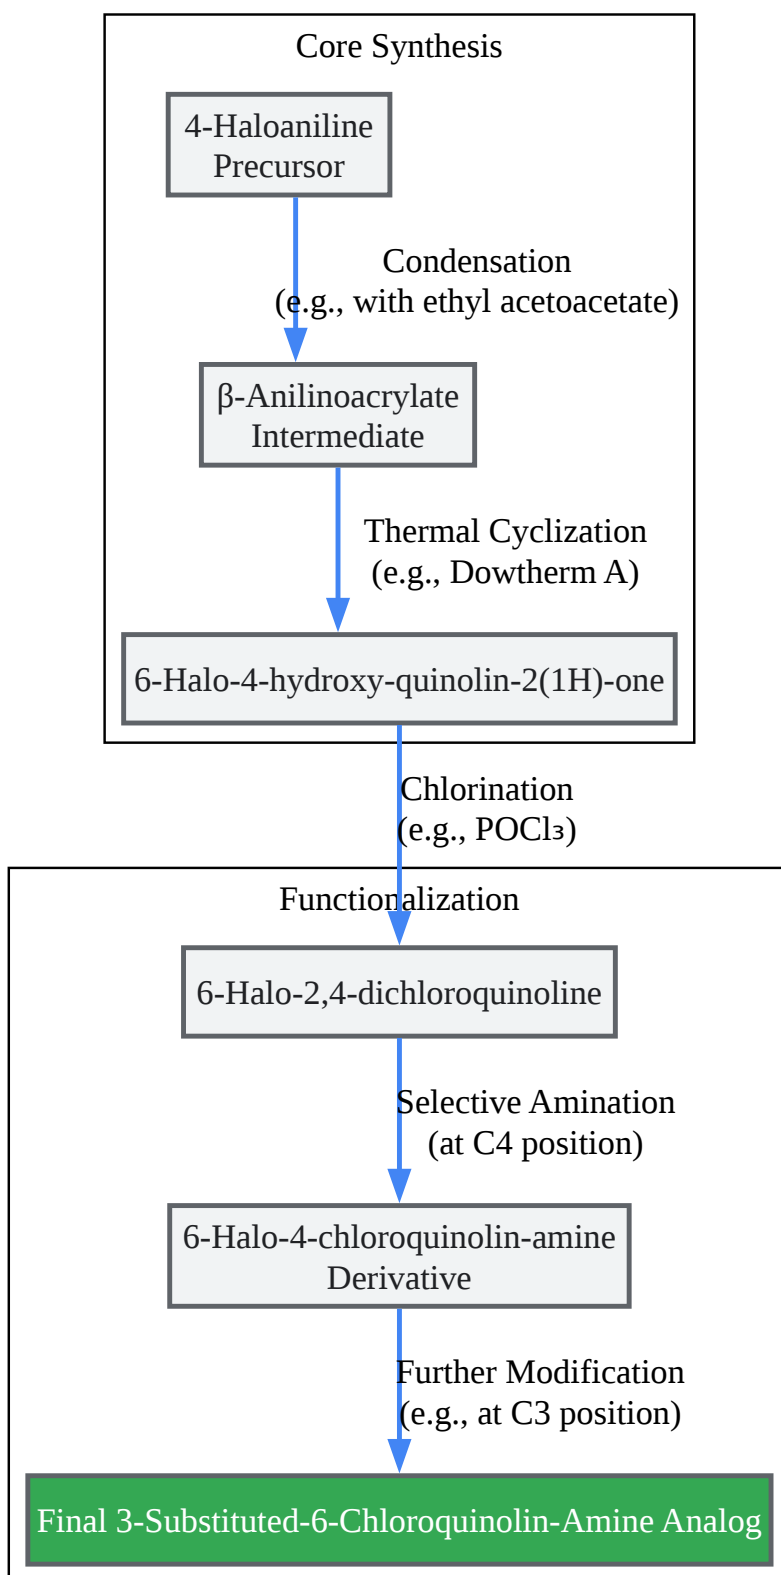 Core Synthesis
4-Haloaniline
Precursor
Condensation
(e.g., with ethyl acetoacetate)
β-Anilinoacrylate
Intermediate
Thermal Cyclization
(e.g., Dowtherm A)
6-Halo-4-hydroxy-quinolin-2(1H)-one
Chlorination
(e.g., POCl₃)
Functionalization
6-Halo-2,4-dichloroquinoline
Selective Amination
(at C4 position)
6-Halo-4-chloroquinolin-amine
Derivative
Further Modification
(e.g., at C3 position)
Final 3-Substituted-6-Chloroquinolin-Amine Analog